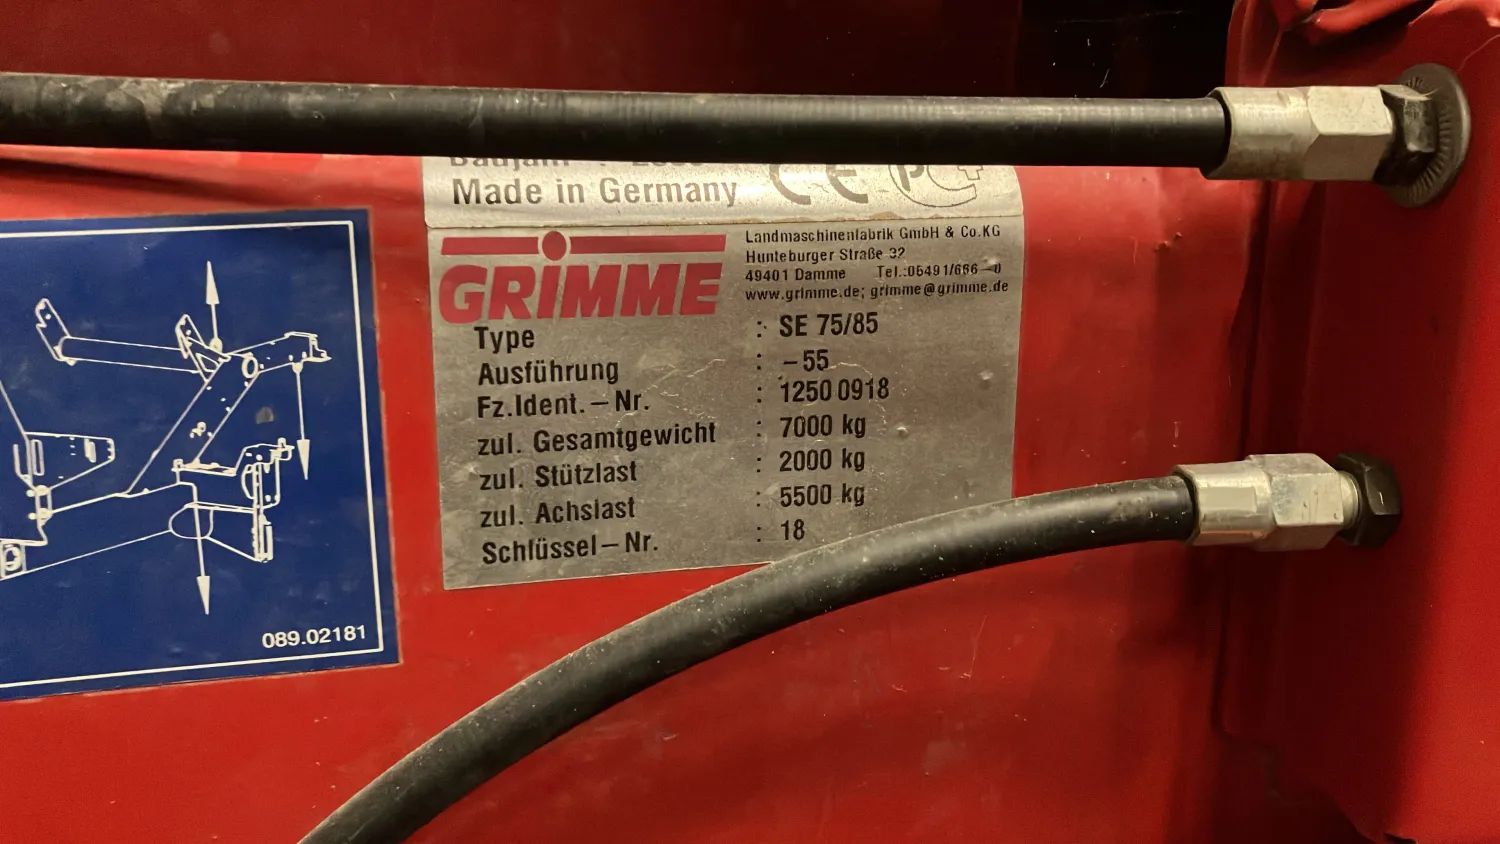 Made in Germany CE
GRIMME
Landmaschinenfabrik GmbH & Co.KG
Hunteburger Straße 32
49401 Damme Tel.:05491/666-0
www.grimme.de; grimme@grimme.de
Type : SE 75/85
Ausführung : -55
Fz.Ident.-Nr. : 1250 0918
zul. Gesamtgewicht : 7000 kg
zul. Stützlast : 2000 kg
zul. Achslast : 5500 kg
Schlüssel-Nr. : 18
089.02181